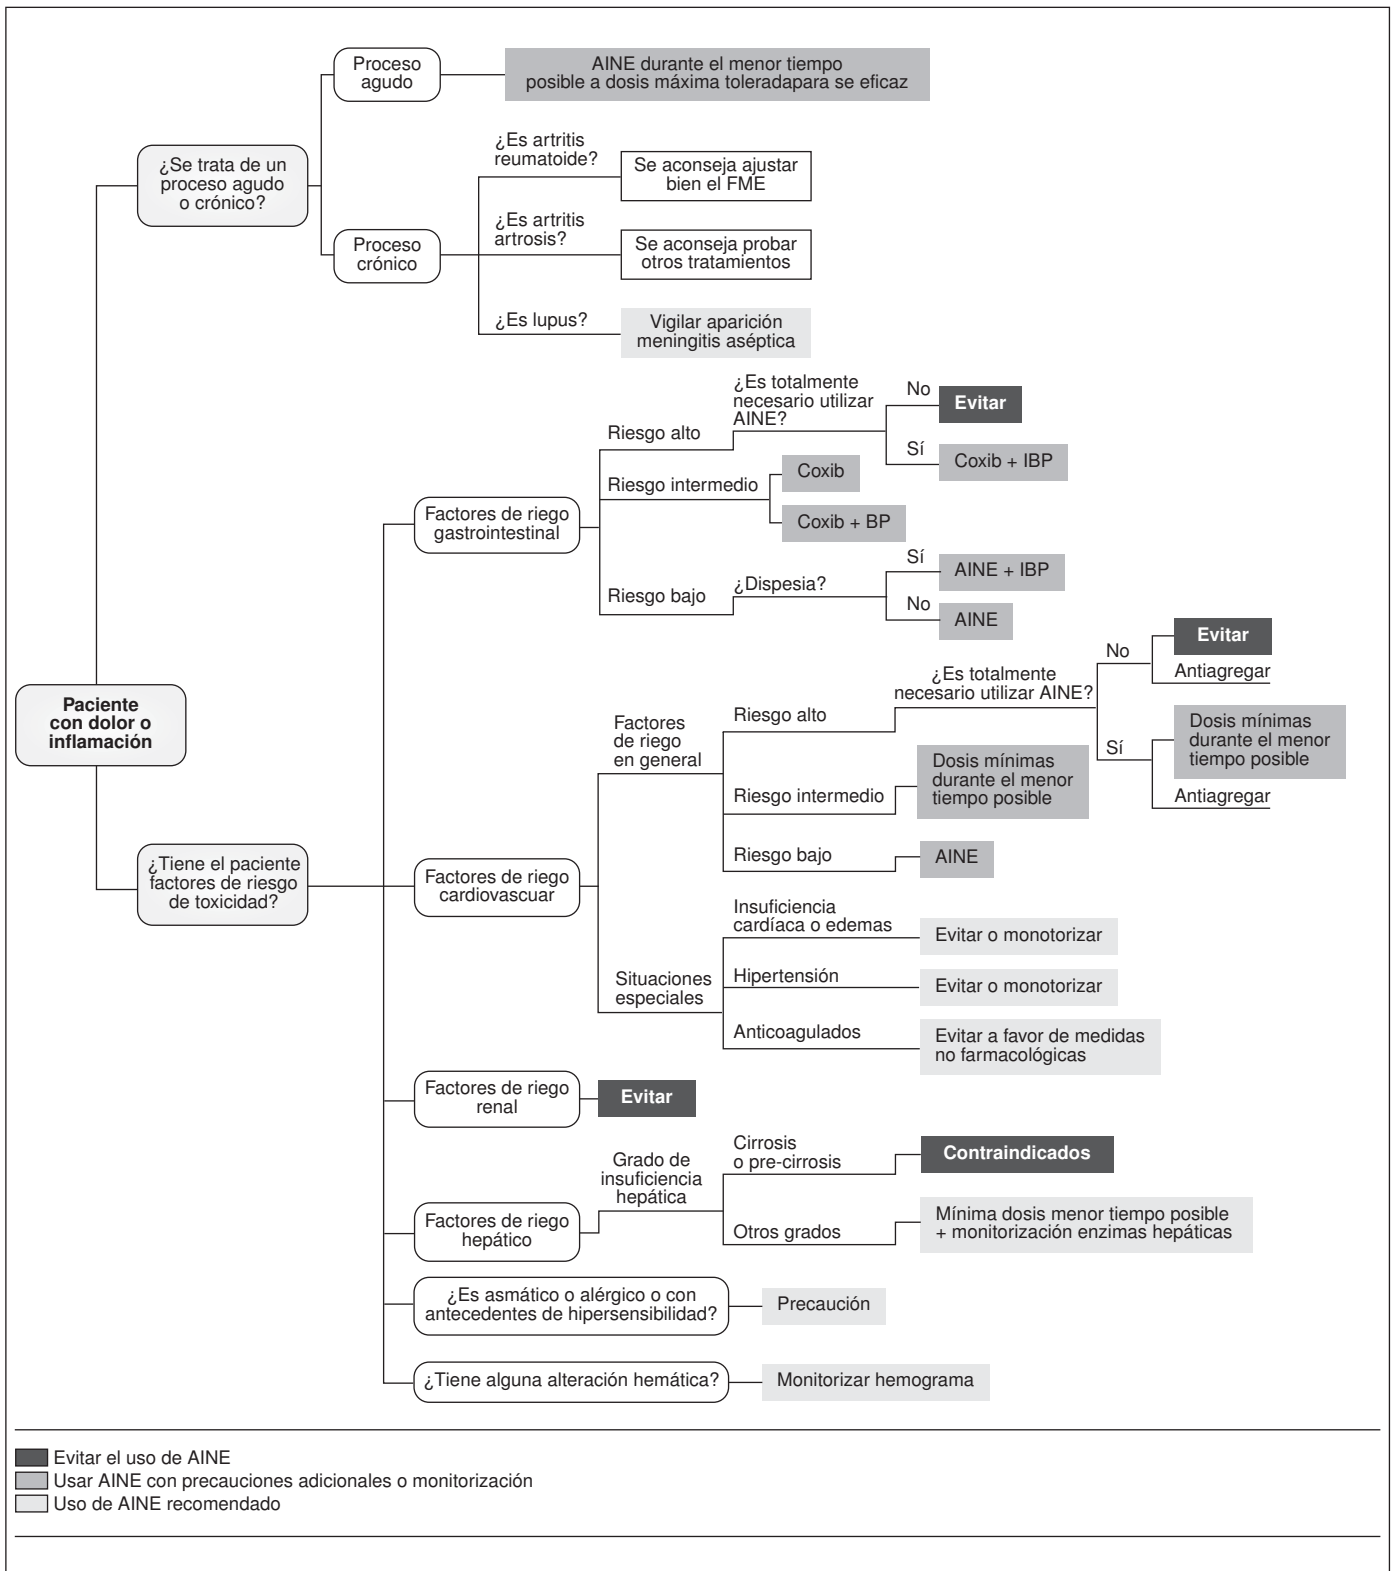 Proceso
agudo
AINE durante el menor tiempo
posible a dosis máxima toleradapara se eficaz
¿Se trata de un
proceso agudo
o crónico?
¿Es artritis
reumatoide?
Se aconseja ajustar
bien el FME
Proceso
crónico
¿Es artritis
artrosis?
Se aconseja probar
otros tratamientos
¿Es lupus?
Vigilar aparición
meningitis aséptica
Paciente
con dolor o
inflamación
¿Tiene el paciente
factores de riesgo
de toxicidad?
Factores de riego
gastrointestinal
Riesgo alto
¿Es totalmente
necesario utilizar
AINE?
No
Evitar
Sí
Coxib + IBP
Riesgo intermedio
Coxib
Coxib + BP
Riesgo bajo
¿Dispesia?
Sí
AINE + IBP
No
AINE
Factores de riego
cardiovascuar
Factores
de riego
en general
Riesgo alto
¿Es totalmente
necesario utilizar AINE?
No
Evitar
Antiagregar
Sí
Dosis mínimas
durante el menor
tiempo posible
Antiagregar
Riesgo intermedio
Dosis mínimas
durante el menor
tiempo posible
Riesgo bajo
AINE
Situaciones
especiales
Insuficiencia
cardíaca o edemas
Evitar o monotorizar
Hipertensión
Evitar o monotorizar
Anticoagulados
Evitar a favor de medidas
no farmacológicas
Factores de riego
renal
Evitar
Factores de riego
hepático
Grado de
insuficiencia
hepática
Cirrosis
o pre-cirrosis
Contraindicados
Otros grados
Mínima dosis menor tiempo posible
+ monitorización enzimas hepáticas
¿Es asmático o alérgico o con
antecedentes de hipersensibilidad?
Precaución
¿Tiene alguna alteración hemática?
Monitorizar hemograma
Evitar el uso de AINE
Usar AINE con precauciones adicionales o monitorización
Uso de AINE recomendado